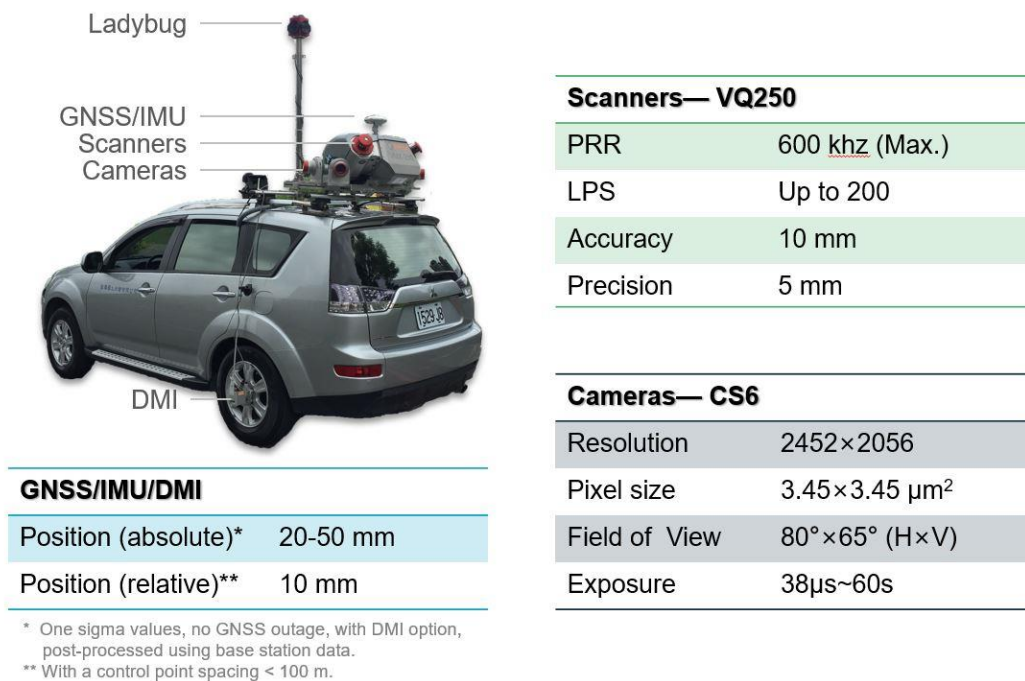 Ladybug
GNSS/IMU
Scanners
Cameras
DMI
1529 J8
GNSS/IMU/DMI
Position (absolute)* 20-50 mm
Position (relative)** 10 mm
* One sigma values, no GNSS outage, with DMI option,
post-processed using base station data.
** With a control point spacing < 100 m.
Scanners— VQ250
PRR 600 khz (Max.)
LPS Up to 200
Accuracy 10 mm
Precision 5 mm
Cameras— CS6
Resolution 2452×2056
Pixel size 3.45×3.45 µm²
Field of View 80°×65° (H×V)
Exposure 38µs~60s